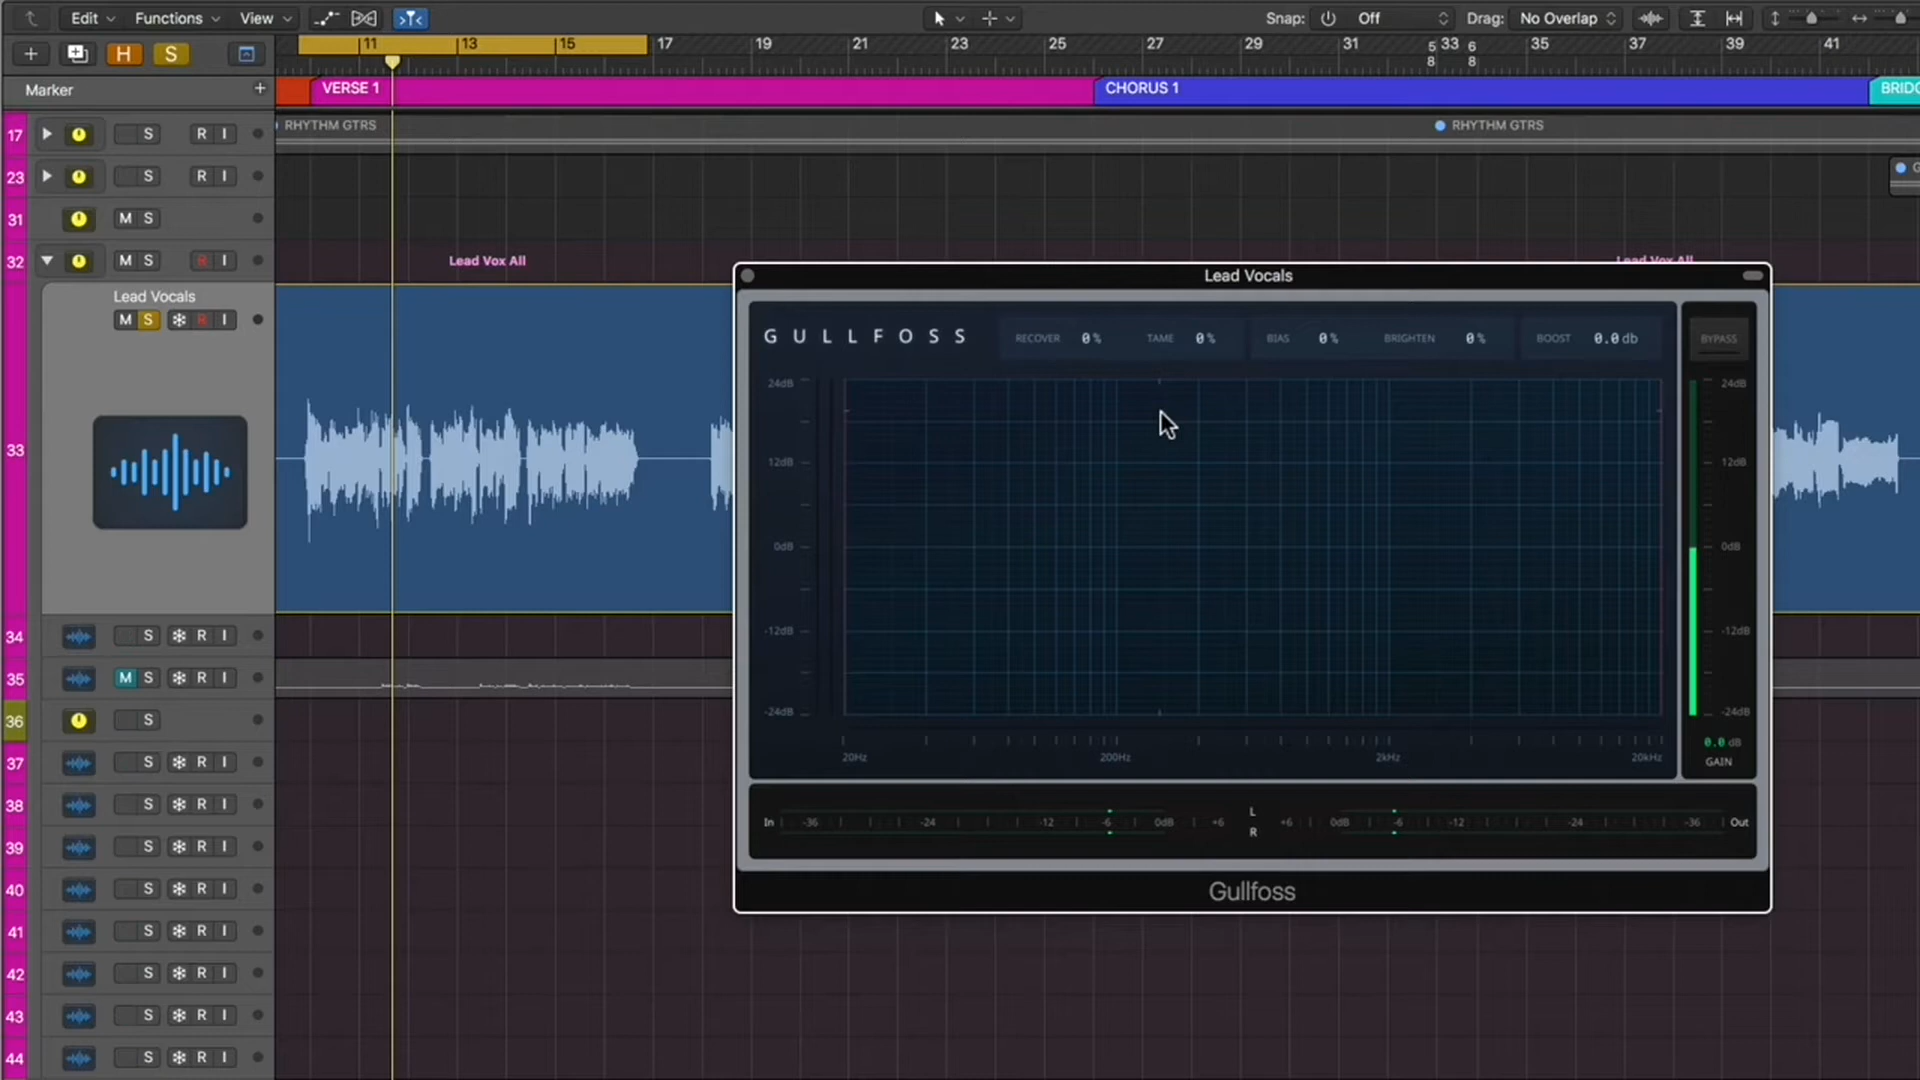 Edit Functions View Snap: Off Drag: No Overlap
H S 11 13 15 17 19 21 23 25 27 29 31 5 8 33 6 8 35 37 39 41
Marker + VERSE 1 CHORUS 1
17 S R I RHYTHM GTRS RHYTHM GTRS
23 S R I
31 M S
32 M S R I Lead Vox All Lead Vox All
Lead Vocals
M S R I
33
34 S R I
35 M S R I
36 S
37 S R I
38 S R I
39 S R I
40 S R I
41 S R I
42 S R I
43 S R I
44 S R I
Lead Vocals
GULLFOSS RECOVER 0% TAME 0% BIAS 0% BRIGHTEN 0% BOOST 0.0 db BYPASS
24dB 24dB
12dB 12dB
0dB 0dB
-12dB -12dB
-24dB -24dB
20Hz 200Hz 2kHz 20kHz
0.0 dB
GAIN
In -36 -24 -12 -6 0dB +6 L +6 0dB -6 -12 -24 -36 Out
R
Gullfoss